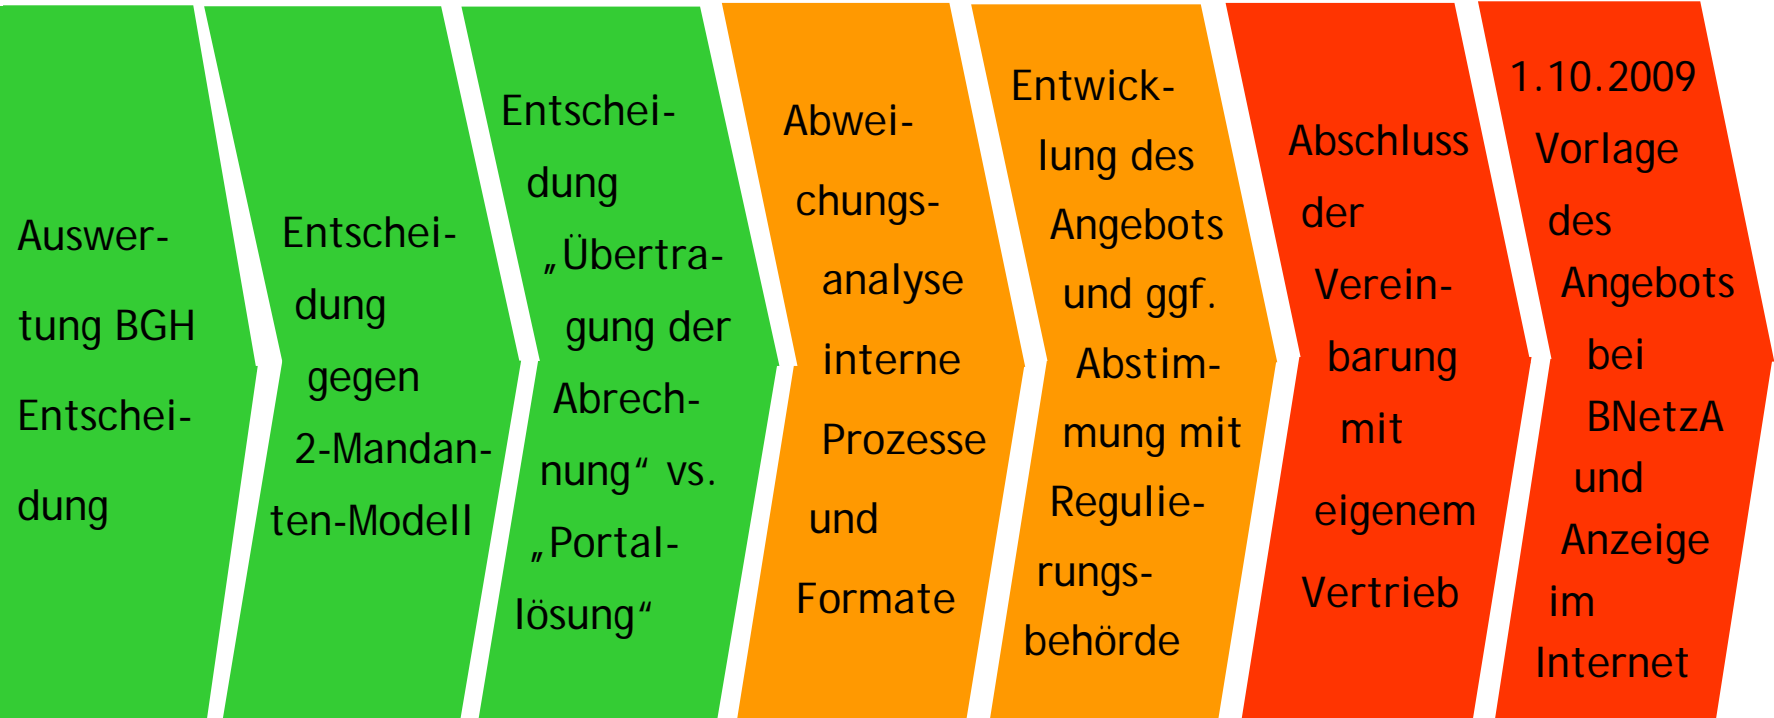 Auswer-
tung BGH
Entschei-
dung
Entschei-
dung
gegen
2-Mandan-
ten-Modell
Entschei-
dung
„Übertra-
gung der
Abrech-
nung“ vs.
„Portal-
lösung“
Abwei-
chungs-
analyse
interne
Prozesse
und
Formate
Entwick-
lung des
Angebots
und ggf.
Abstim-
mung mit
Regulie-
rungs-
behörde
Abschluss
der
Verein-
barung
mit
eigenem
Vertrieb
1.10.2009
Vorlage
des
Angebots
bei
BNetzA
und
Anzeige
im
Internet